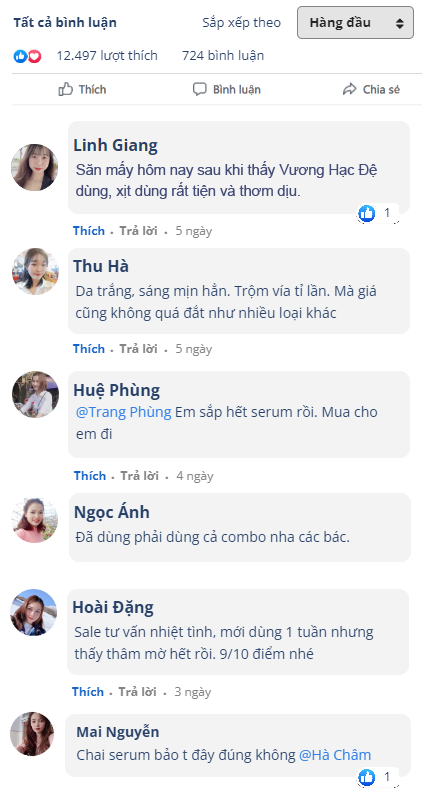 Tất cả bình luận Sắp xếp theo Hàng đầu
12.497 lượt thích 724 bình luận
Thích Bình luận Chia sẻ
Linh Giang
Săn mấy hôm nay sau khi thấy Vương Hạc Đệ
dùng, xịt dùng rất tiện và thơm dịu.
1
Thích · Trả lời · 5 ngày
Thu Hà
Da trắng, sáng mịn hẳn. Trộm vía tỉ lần. Mà giá
cũng không quá đắt như nhiều loại khác
Thích · Trả lời · 5 ngày
Huệ Phùng
@Trang Phùng Em sắp hết serum rồi. Mua cho
em đi
Thích · Trả lời · 4 ngày
Ngọc Ánh
Đã dùng phải dùng cả combo nha các bác.
Hoài Đặng
Sale tư vấn nhiệt tình, mới dùng 1 tuần nhưng
thấy thâm mờ hết rồi. 9/10 điểm nhé
Thích · Trả lời · 3 ngày
Mai Nguyễn
Chai serum bảo t đây đúng không @Hà Châm
1